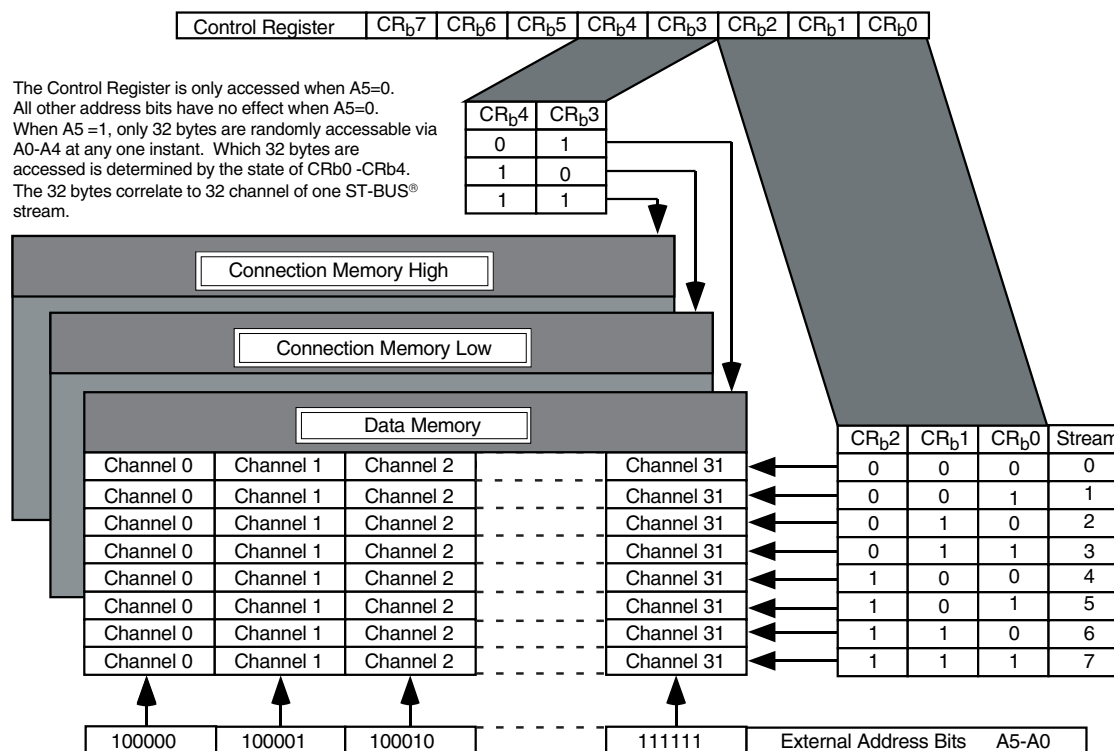 Control Register CRb7 CRb6 CRb5 CRb4 CRb3 CRb2 CRb1 CRb0
The Control Register is only accessed when A5=0.
All other address bits have no effect when A5=0.
When A5 =1, only 32 bytes are randomly accessable via
A0-A4 at any one instant. Which 32 bytes are
accessed is determined by the state of CRb0 -CRb4.
The 32 bytes correlate to 32 channel of one ST-BUS®
stream.
CRb4 CRb3
0 1
1 0
1 1
Connection Memory High
Connection Memory Low
Data Memory
CRb2 CRb1 CRb0 Stream
Channel 0 Channel 1 Channel 2 Channel 31 0 0 0 0
Channel 0 Channel 1 Channel 2 Channel 31 0 0 1 1
Channel 0 Channel 1 Channel 2 Channel 31 0 1 0 2
Channel 0 Channel 1 Channel 2 Channel 31 0 1 1 3
Channel 0 Channel 1 Channel 2 Channel 31 1 0 0 4
Channel 0 Channel 1 Channel 2 Channel 31 1 0 1 5
Channel 0 Channel 1 Channel 2 Channel 31 1 1 0 6
Channel 0 Channel 1 Channel 2 Channel 31 1 1 1 7
100000 100001 100010 111111 External Address Bits A5-A0